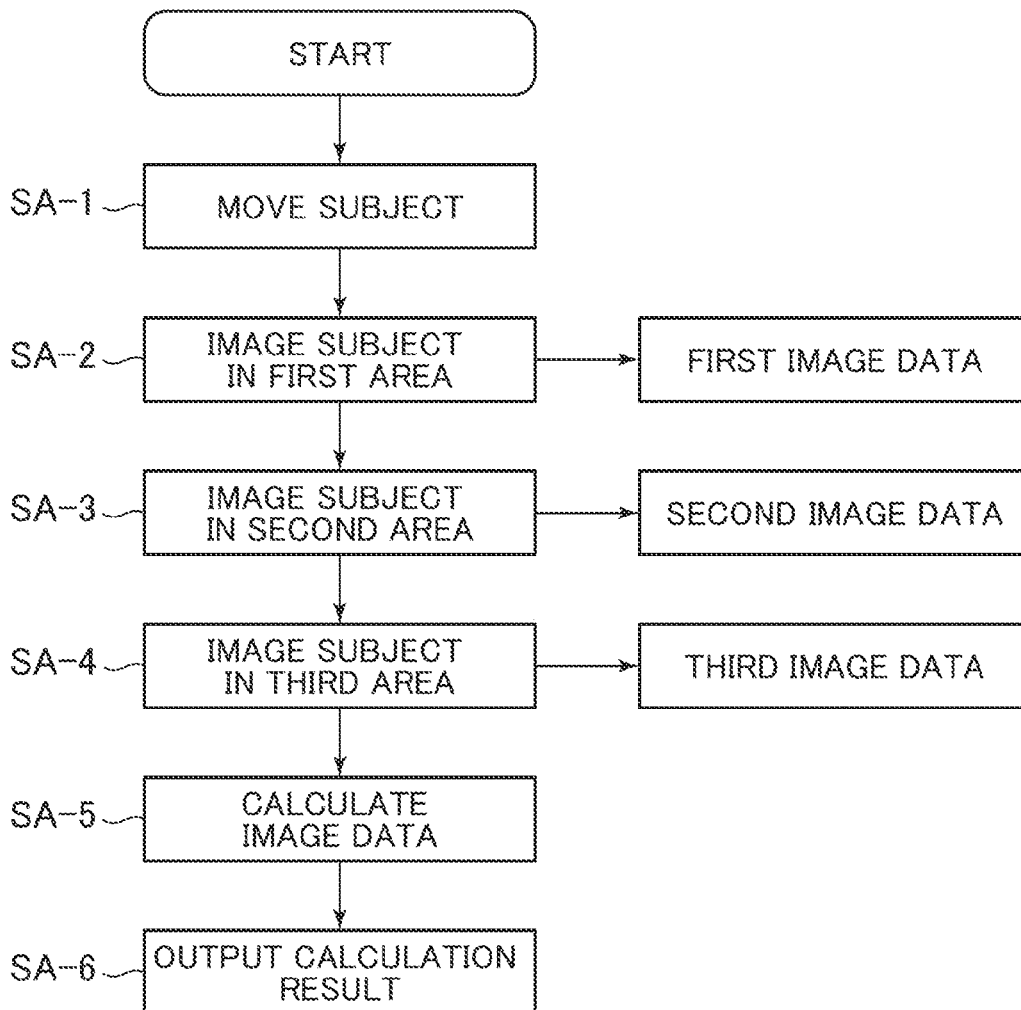 START
SA-1
MOVE SUBJECT
SA-2
IMAGE SUBJECT
IN FIRST AREA
FIRST IMAGE DATA
SA-3
IMAGE SUBJECT
IN SECOND AREA
SECOND IMAGE DATA
SA-4
IMAGE SUBJECT
IN THIRD AREA
THIRD IMAGE DATA
SA-5
CALCULATE
IMAGE DATA
SA-6
OUTPUT CALCULATION
RESULT